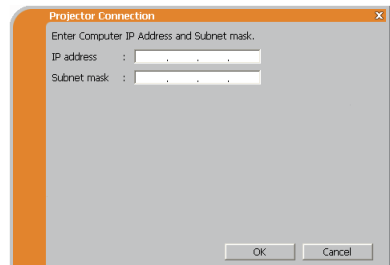 Projector Connection X
Enter Computer IP Address and Subnet mask.
IP address : . . .
Subnet mask : . . .
OK Cancel